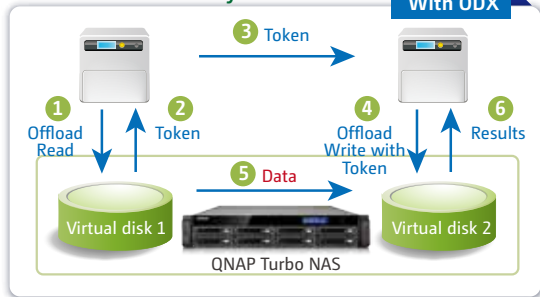 With ODX
3 Token
1
Offload
Read
2
Token
4
Offload
Write with
Token
6
Results
5 Data
Virtual disk 1
Virtual disk 2
QNAP Turbo NAS